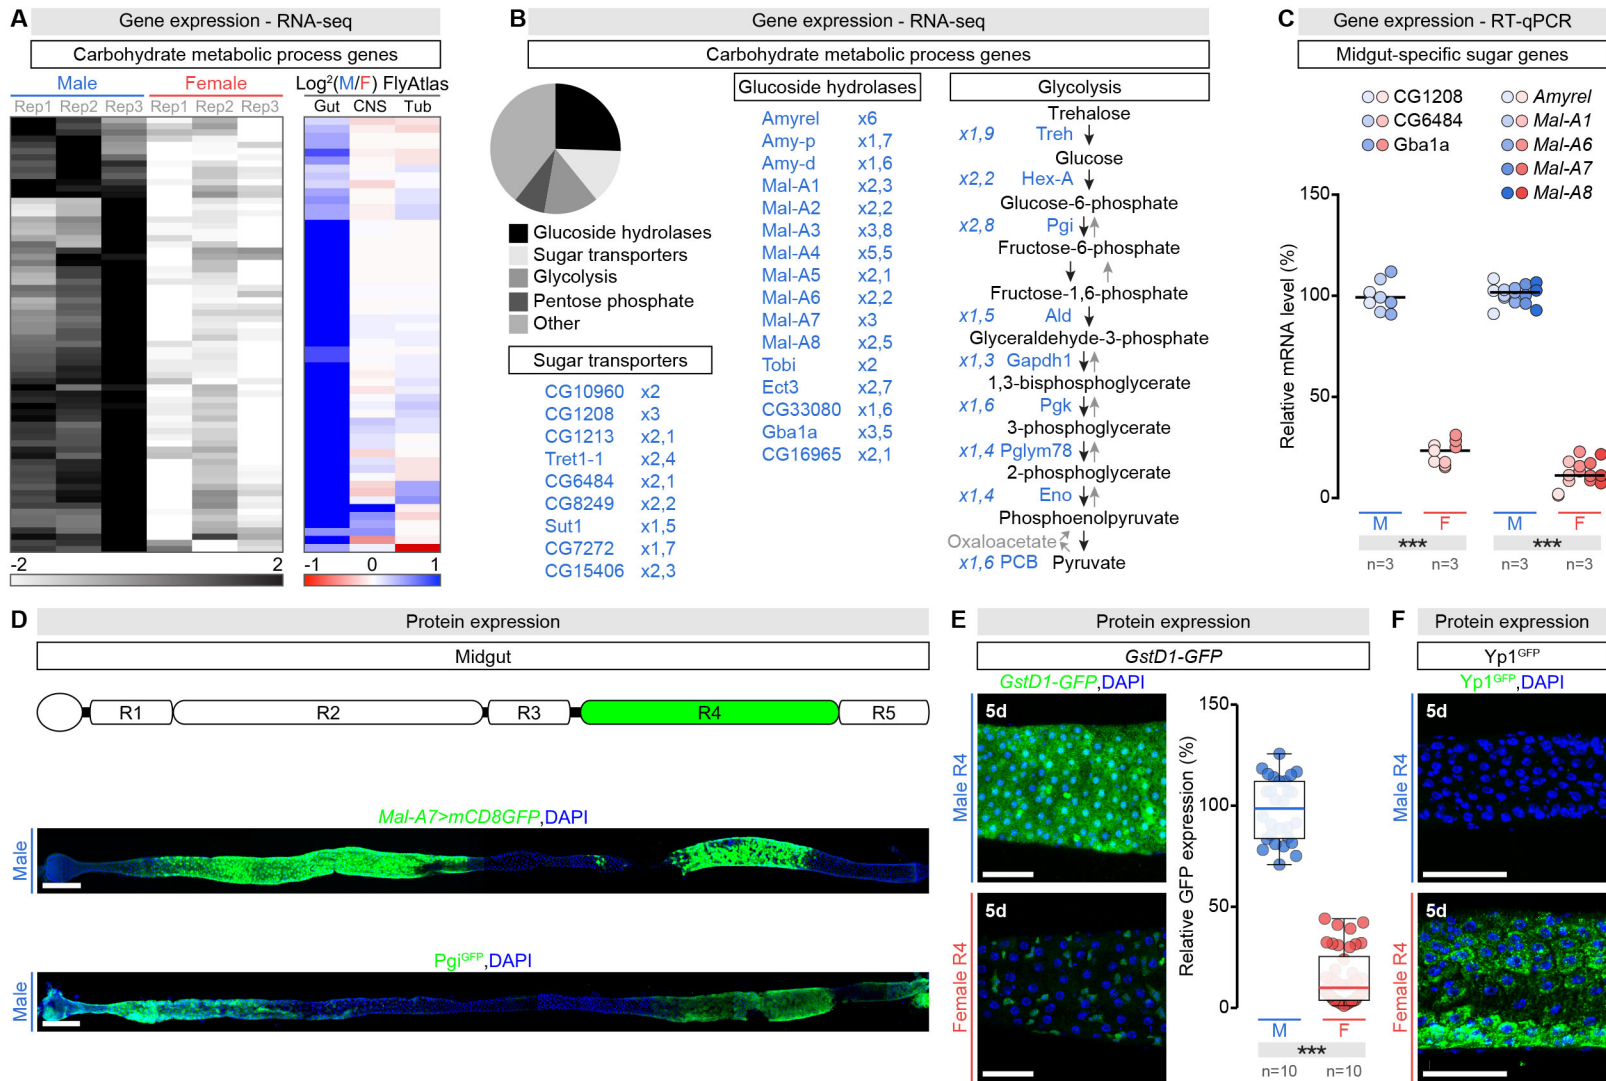 A
Gene expression - RNA-seq
Carbohydrate metabolic process genes
Male Female Log²(M/F) FlyAtlas
Rep1 Rep2 Rep3 Rep1 Rep2 Rep3 Gut CNS Tub
-2 2 -1 0 1
B
Gene expression - RNA-seq
Carbohydrate metabolic process genes
Glucoside hydrolases
Sugar transporters
Glycolysis
Pentose phosphate
Other
Sugar transporters
CG10960 x2
CG1208 x3
CG1213 x2,1
Tret1-1 x2,4
CG6484 x2,1
CG8249 x2,2
Sut1 x1,5
CG7272 x1,7
CG15406 x2,3
Glucoside hydrolases
Amyrel x6
Amy-p x1,7
Amy-d x1,6
Mal-A1 x2,3
Mal-A2 x2,2
Mal-A3 x3,8
Mal-A4 x5,5
Mal-A5 x2,1
Mal-A6 x2,2
Mal-A7 x3
Mal-A8 x2,5
Tobi x2
Ect3 x2,7
CG33080 x1,6
Gba1a x3,5
CG16965 x2,1
Glycolysis
Trehalose
x1,9 Treh
Glucose
x2,2 Hex-A
Glucose-6-phosphate
x2,8 Pgi
Fructose-6-phosphate
Fructose-1,6-phosphate
x1,5 Ald
Glyceraldehyde-3-phosphate
x1,3 Gapdh1
1,3-bisphosphoglycerate
x1,6 Pgk
3-phosphoglycerate
x1,4 Pglym78
2-phosphoglycerate
x1,4 Eno
Phosphoenolpyruvate
Oxaloacetate
x1,6 PCB Pyruvate
C
Gene expression - RT-qPCR
Midgut-specific sugar genes
CG1208 Amyrel
CG6484 Mal-A1
Gba1a Mal-A6
Mal-A7
Mal-A8
Relative mRNA level (%)
150
100
50
0
M F M F
*** ***
n=3 n=3 n=3 n=3
D
Protein expression
Midgut
R1 R2 R3 R4 R5
Mal-A7>mCD8GFP,DAPI
Male
Pgiᴳᶠᴾ,DAPI
Male
E
Protein expression
GstD1-GFP
GstD1-GFP,DAPI
Male R4
5d
Female R4
5d
Relative GFP expression (%)
150
100
50
0
M F
***
n=10 n=10
F
Protein expression
Yp1ᴳᶠᴾ
Yp1ᴳᶠᴾ,DAPI
Male R4
5d
Female R4
5d